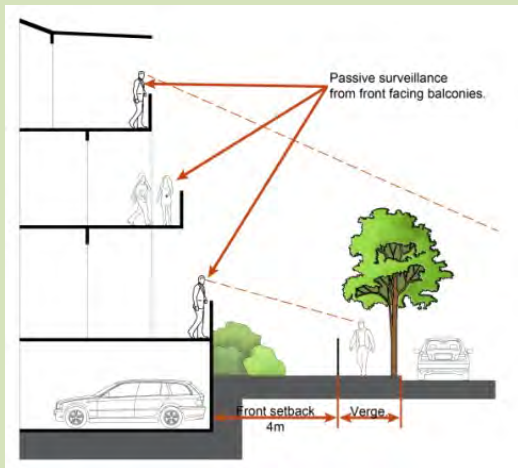 Passive surveillance
from front facing balconies.
Front setback
4m
Verge